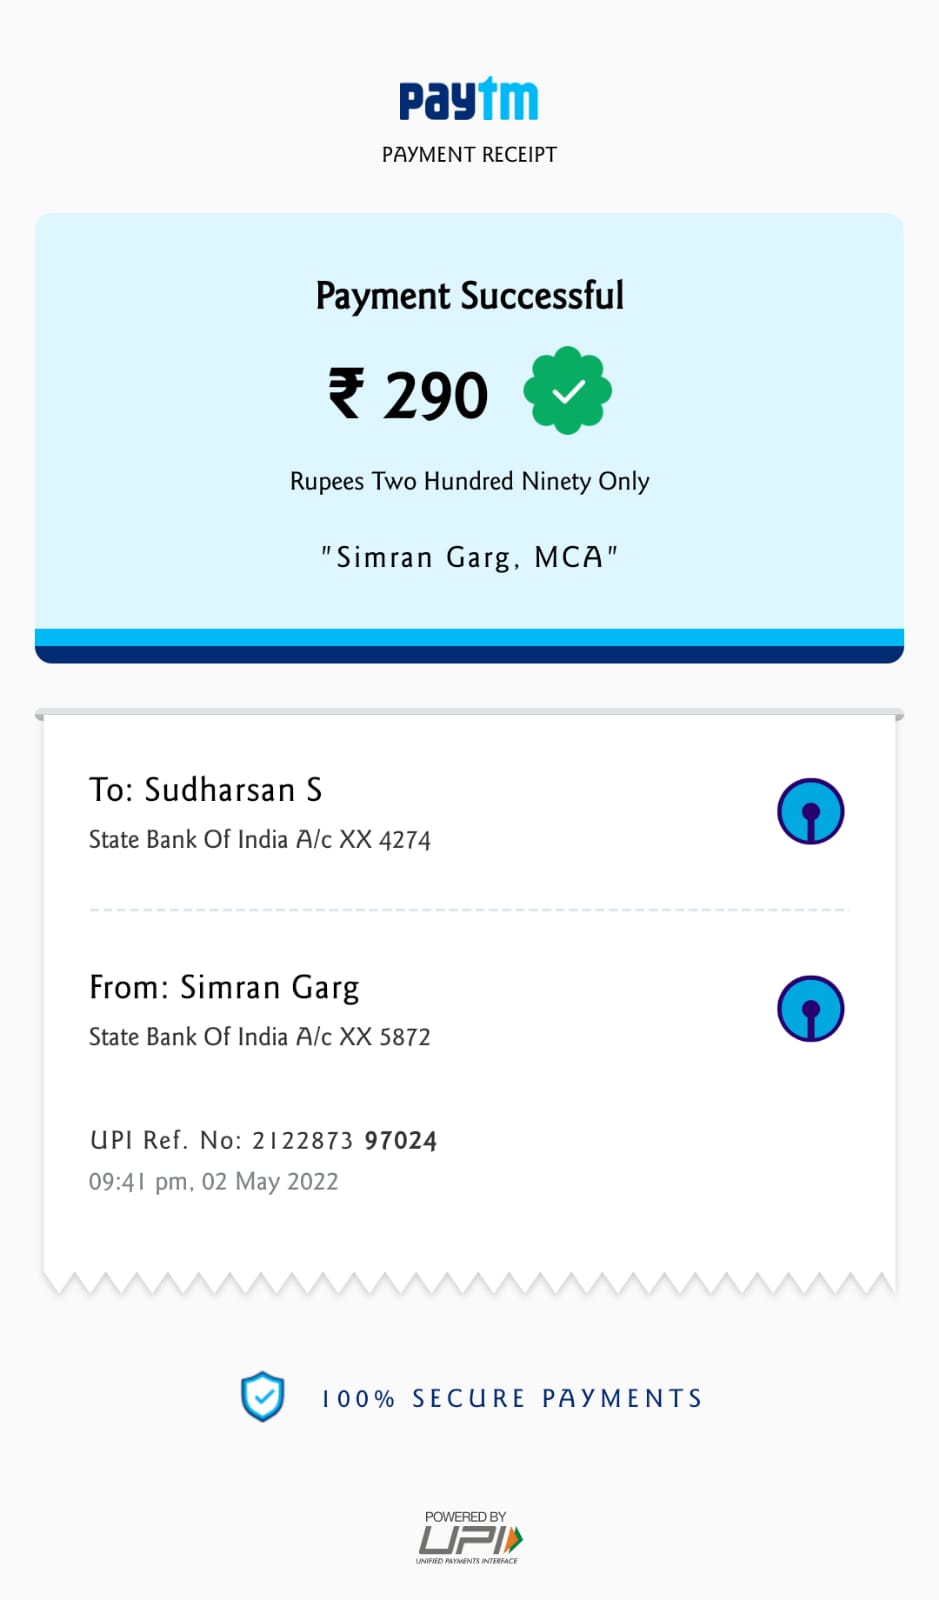 paytm
PAYMENT RECEIPT
Payment Successful
₹ 290
Rupees Two Hundred Ninety Only
"Simran Garg, MCA"
To: Sudharsan S
State Bank Of India A/c XX 4274
From: Simran Garg
State Bank Of India A/c XX 5872
UPI Ref. No: 2122873 97024
09:41 pm, 02 May 2022
100% SECURE PAYMENTS
POWERED BY
UPI
UNIFIED PAYMENTS INTERFACE